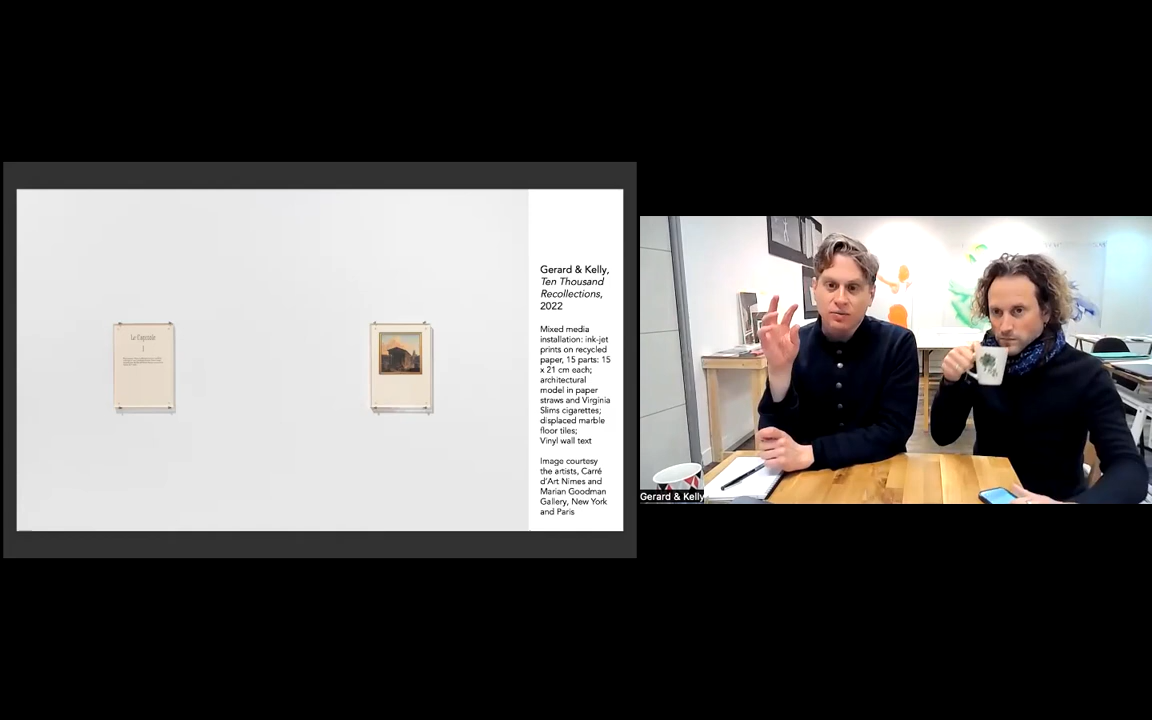 Le Capitole
I
Gerard & Kelly,
Ten Thousand
Recollections,
2022
Mixed media
installation: ink-jet
prints on recycled
paper, 15 parts: 15
x 21 cm each;
architectural
model in paper
straws and Virginia
Slims cigarettes;
displaced marble
floor tiles;
Vinyl wall text
Image courtesy
the artists, Carré
d'Art Nimes and
Marian Goodman
Gallery, New York
and Paris
Gerard & Kelly